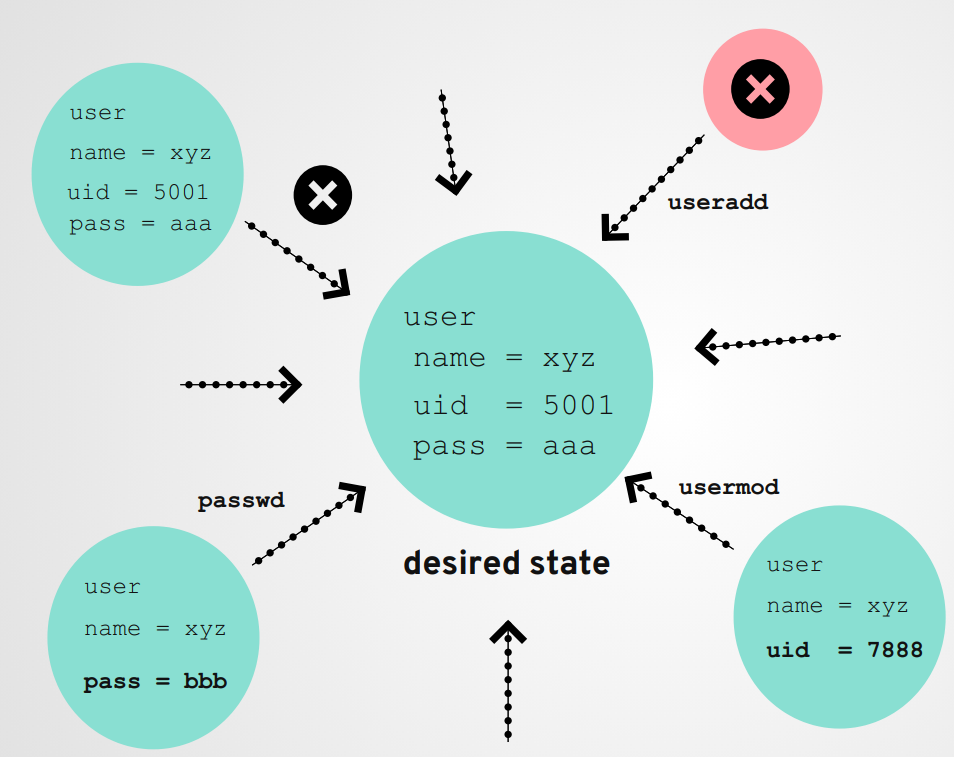 user
name = xyz
uid = 5001
pass = aaa
useradd
user
name = xyz
uid = 5001
pass = aaa
passwd
usermod
desired state
user
name = xyz
pass = bbb
user
name = xyz
uid = 7888